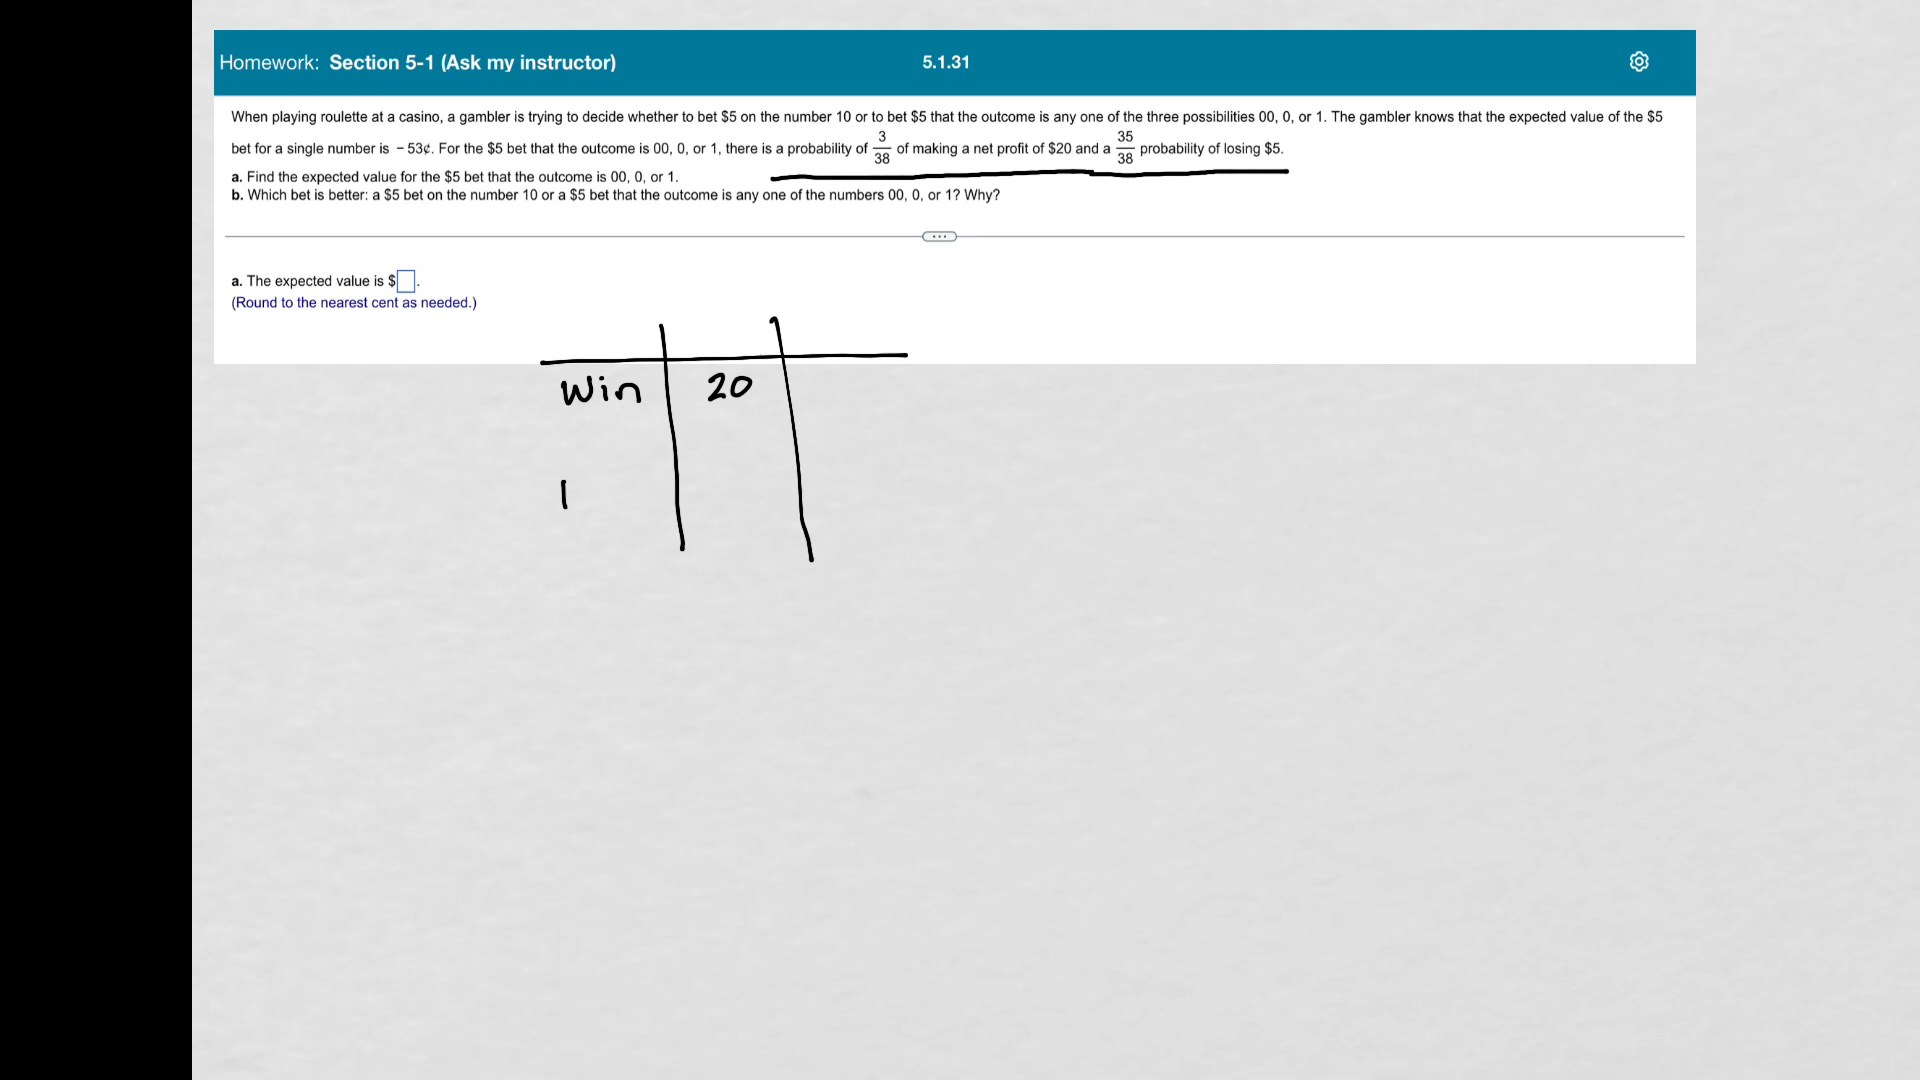 Homework: Section 5-1 (Ask my instructor) 5.1.31
When playing roulette at a casino, a gambler is trying to decide whether to bet $5 on the number 10 or to bet $5 that the outcome is any one of the three possibilities 00, 0, or 1. The gambler knows that the expected value of the $5
bet for a single number is − 53¢. For the $5 bet that the outcome is 00, 0, or 1, there is a probability of 3/38 of making a net profit of $20 and a 35/38 probability of losing $5.
a. Find the expected value for the $5 bet that the outcome is 00, 0, or 1.
b. Which bet is better: a $5 bet on the number 10 or a $5 bet that the outcome is any one of the numbers 00, 0, or 1? Why?
a. The expected value is $ .
(Round to the nearest cent as needed.)
Win 20
l